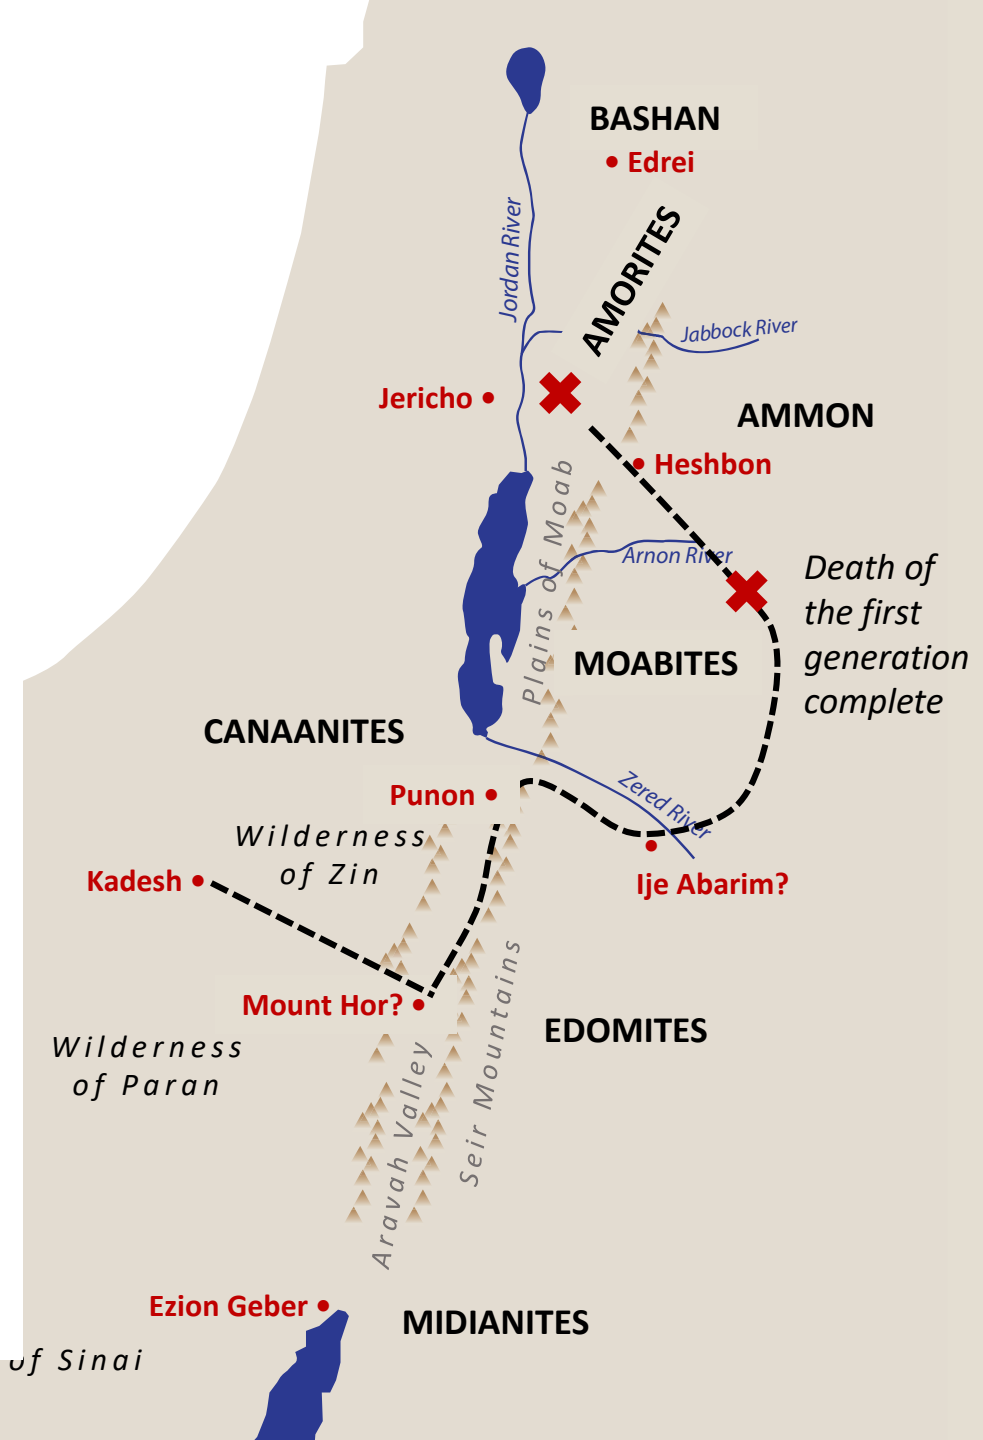 BASHAN
Edrei
AMORITES
Jordan River
Jabbock River
Jericho
AMMON
Heshbon
Plains of Moab
Arnon River
Death of
the first
generation
complete
MOABITES
CANAANITES
Punon
Zered River
Wilderness
of Zin
Kadesh
Ije Abarim?
Mount Hor?
Seir Mountains
EDOMITES
Wilderness
of Paran
Aravah Valley
Ezion Geber
MIDIANITES
of Sinai